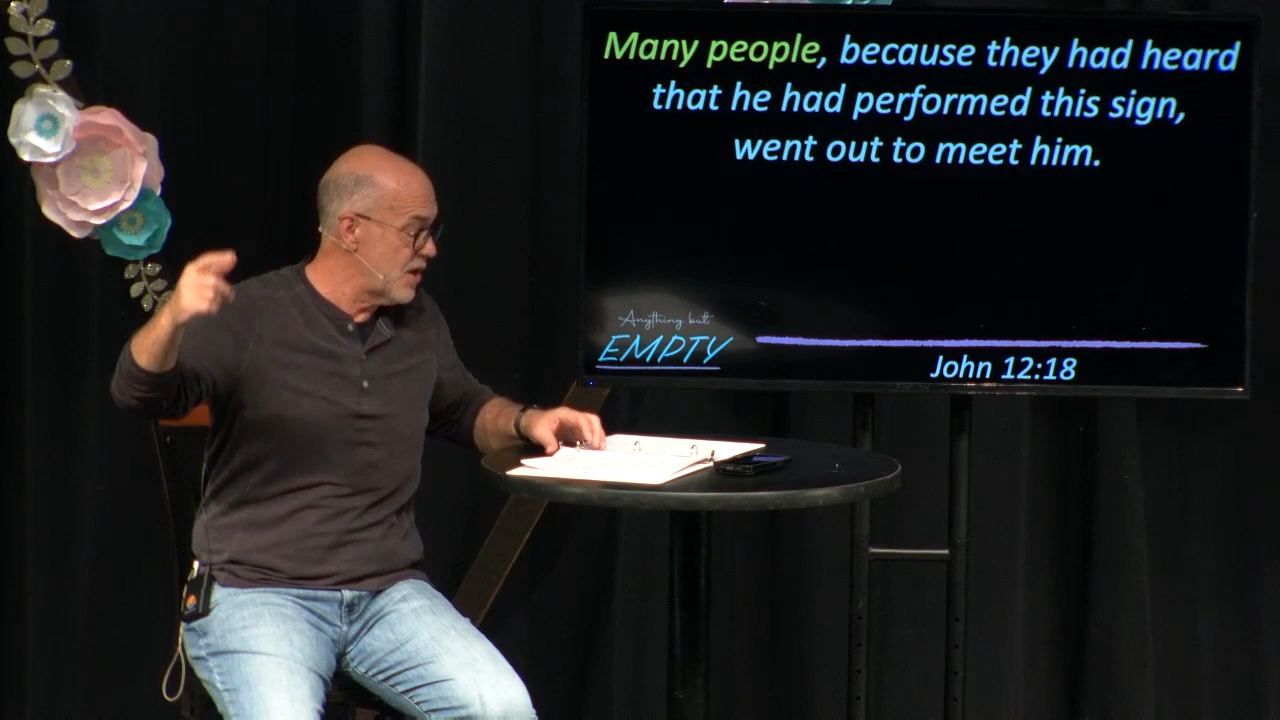 Many people, because they had heard
that he had performed this sign,
went out to meet him.
Anything but
EMPTY
John 12:18